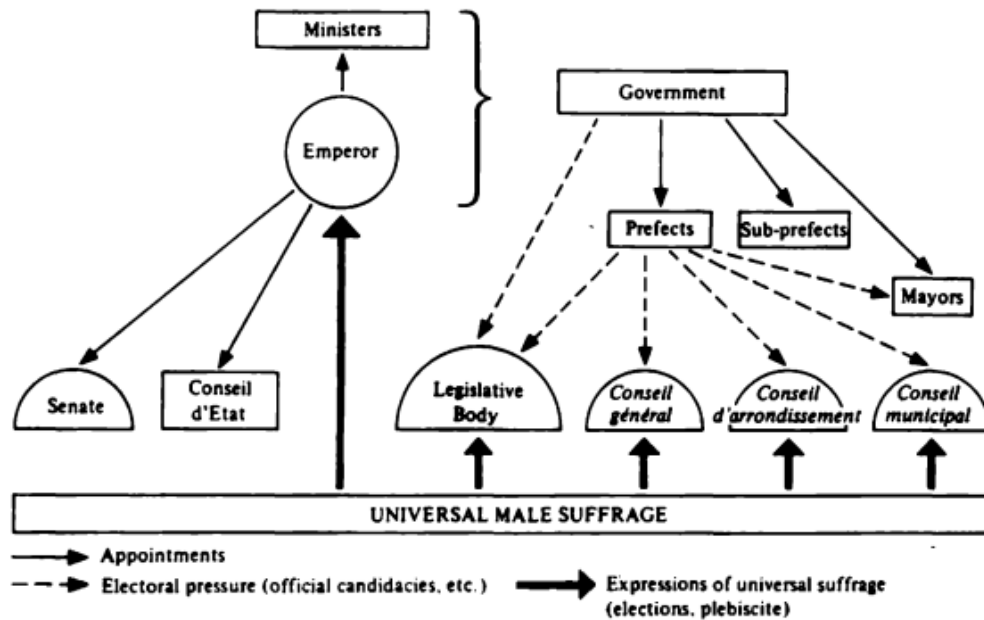 Ministers
Government
Emperor
Prefects
Sub-prefects
Mayors
Senate
Conseil
d'Etat
Legislative
Body
Conseil
général
Conseil
d'arrondissement
Conseil
municipal
UNIVERSAL MALE SUFFRAGE
Appointments
Electoral pressure (official candidacies, etc.)
Expressions of universal suffrage
(elections, plebiscite)